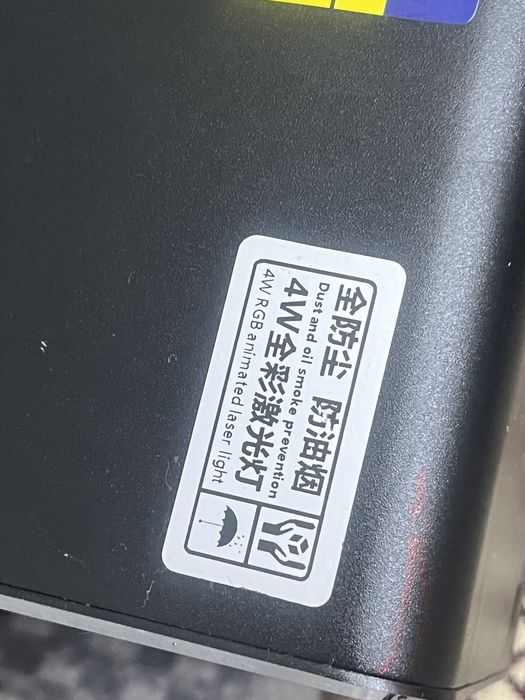 全防尘 防油烟
Dust and oil smoke prevention
4W全彩激光灯
4W RGB animated laser light